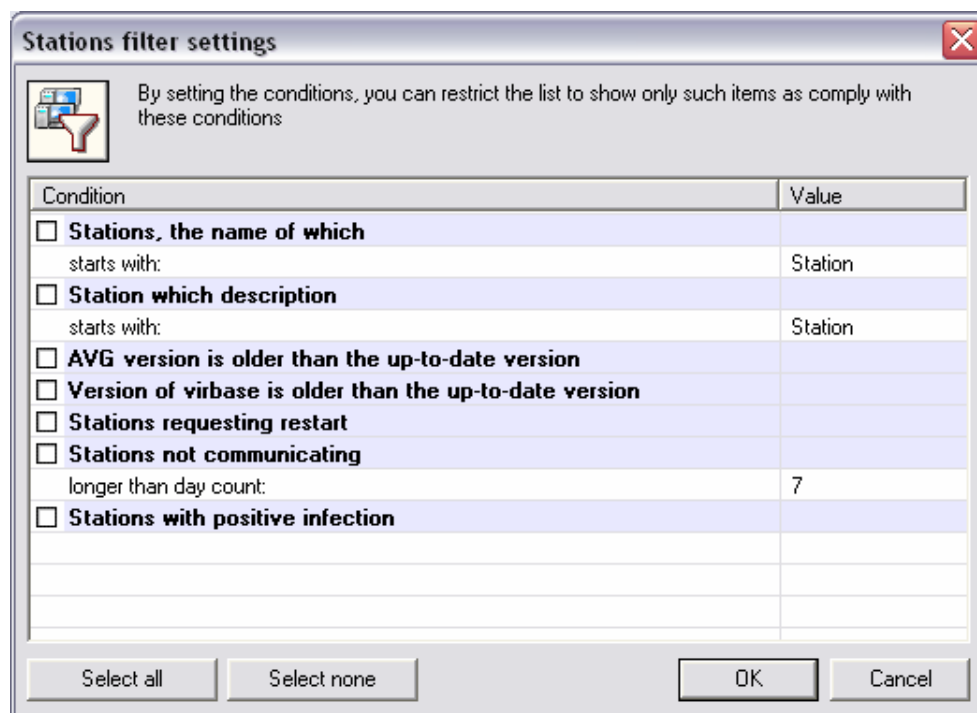 Stations filter settings
By setting the conditions, you can restrict the list to show only such items as comply with
these conditions
Condition Value
Stations, the name of which
starts with: Station
Station which description
starts with: Station
AVG version is older than the up-to-date version
Version of virbase is older than the up-to-date version
Stations requesting restart
Stations not communicating
longer than day count: 7
Stations with positive infection
Select all Select none OK Cancel